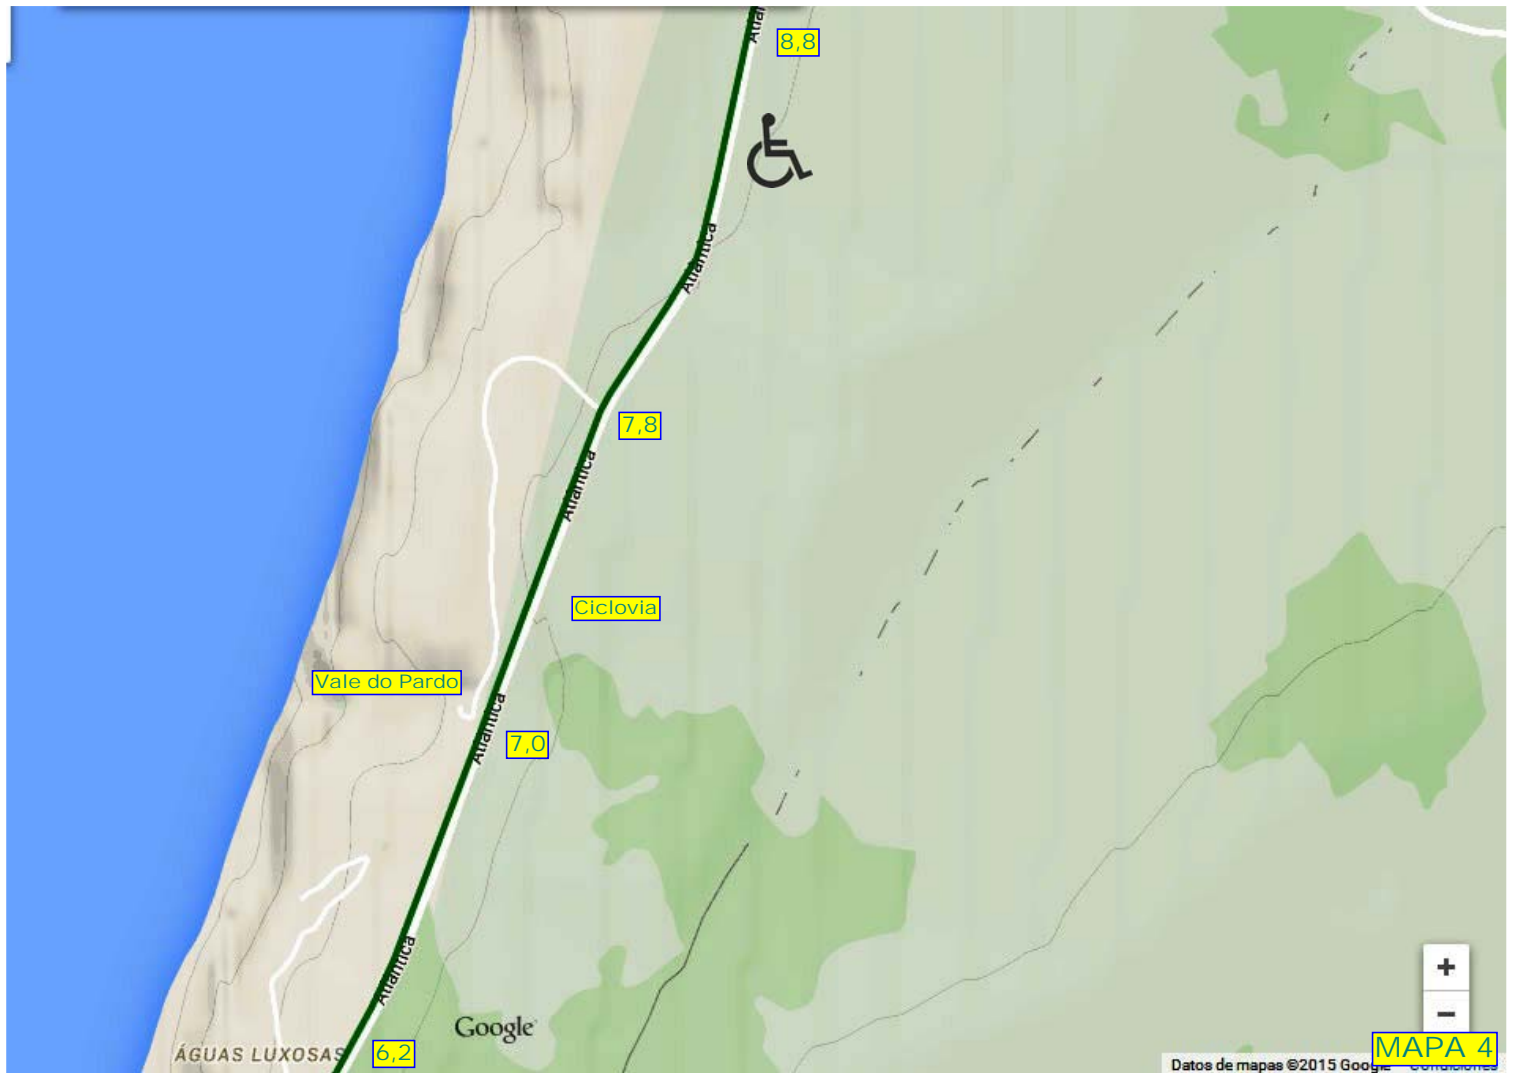 8,8
Atlântica
7,8
Atlântica
Ciclovia
Vale do Pardo
Atlântica
7,0
Atlântica
Google
ÁGUAS LUXOSAS
6,2
+
−
MAPA 4
Datos de mapas ©2015 Google